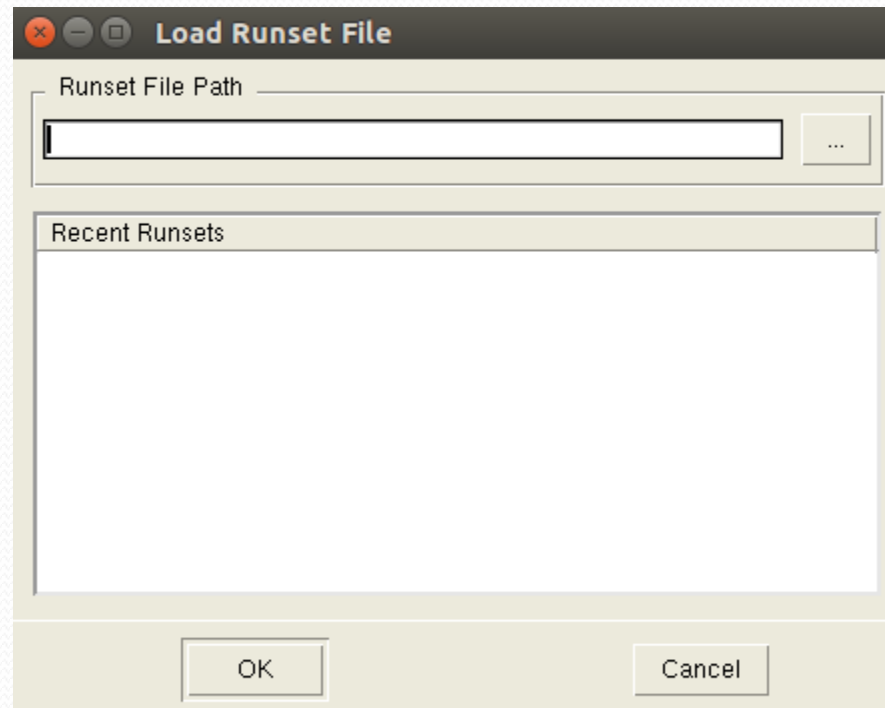 Load Runset File
Runset File Path
...
Recent Runsets
OK
Cancel